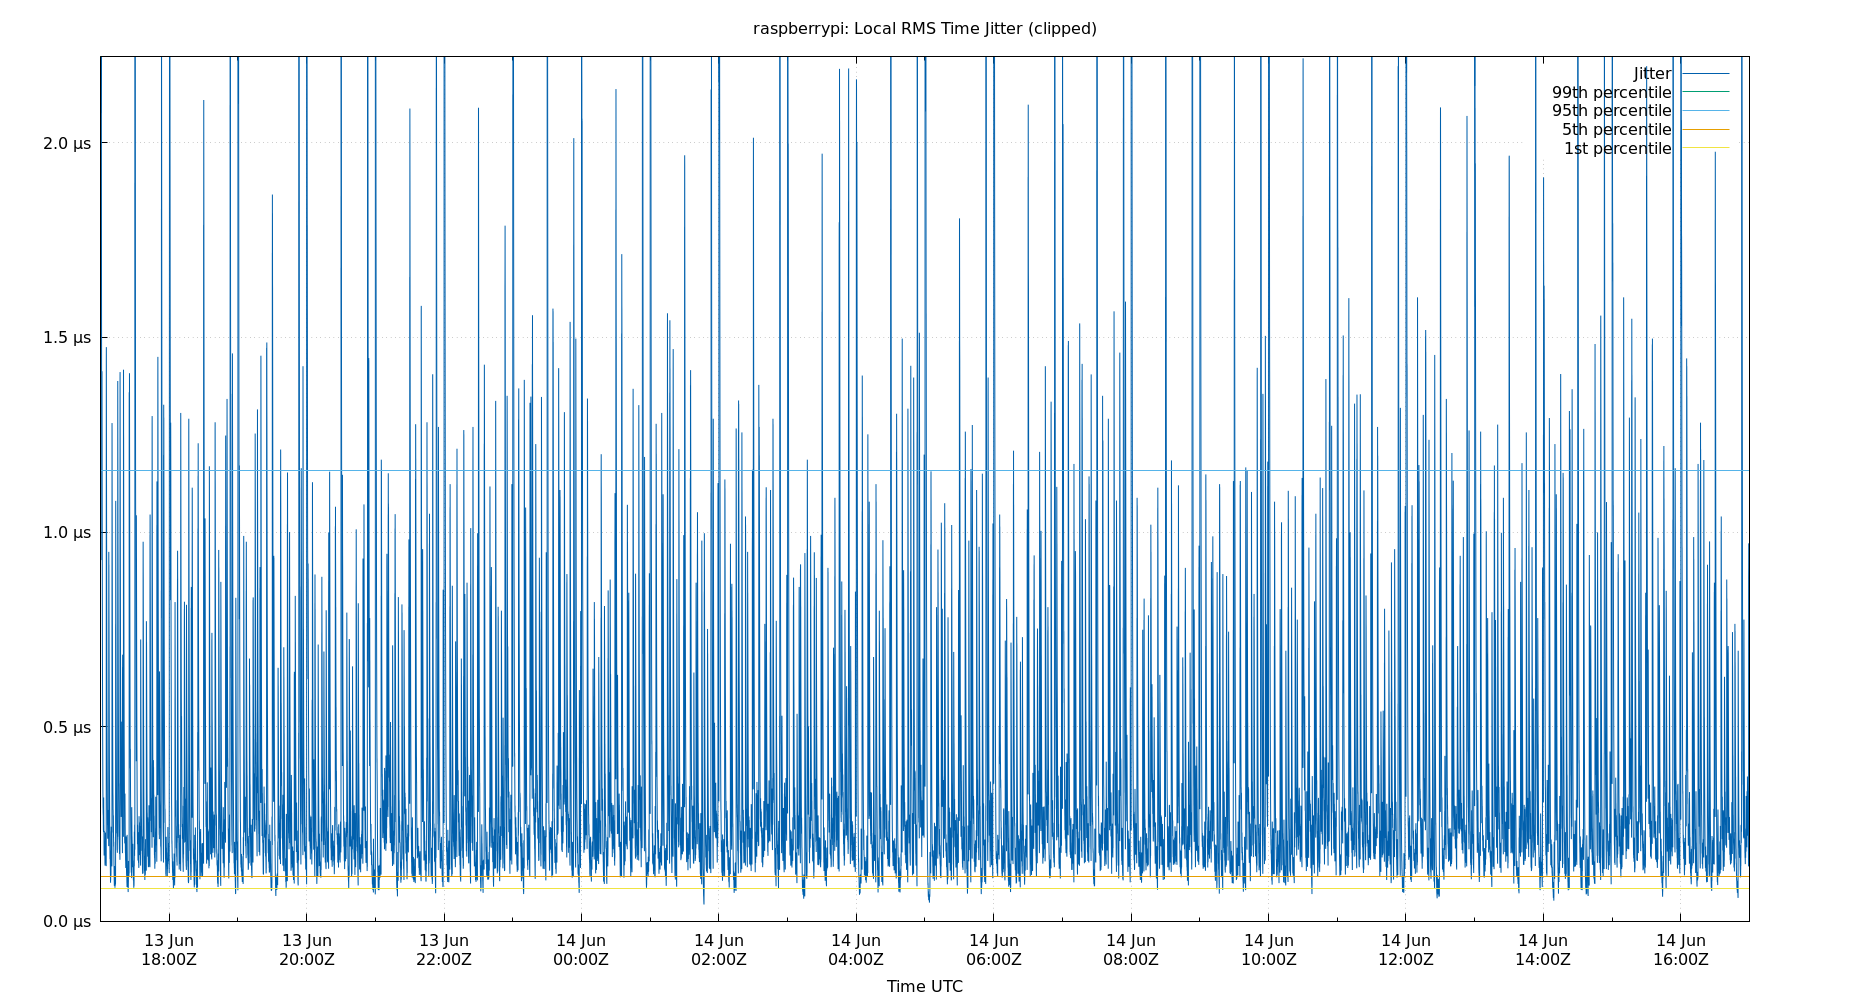 raspberrypi: Local RMS Time Jitter (clipped)
Jitter
99th percentile
95th percentile
5th percentile
1st percentile
2.0 µs
1.5 µs
1.0 µs
0.5 µs
0.0 µs
13 Jun 13 Jun 13 Jun 14 Jun 14 Jun 14 Jun 14 Jun 14 Jun 14 Jun 14 Jun 14 Jun 14 Jun
18:00Z 20:00Z 22:00Z 00:00Z 02:00Z 04:00Z 06:00Z 08:00Z 10:00Z 12:00Z 14:00Z 16:00Z
Time UTC